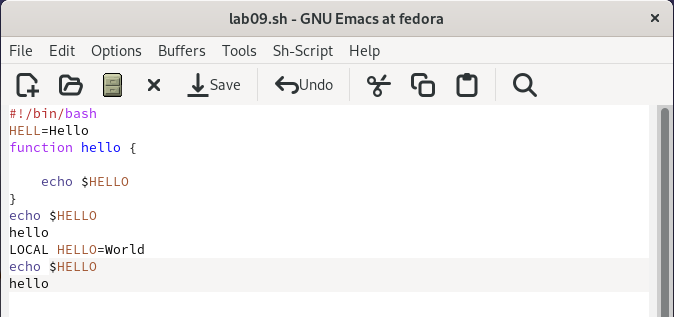 lab09.sh - GNU Emacs at fedora
File Edit Options Buffers Tools Sh-Script Help
Save Undo
#!/bin/bash
HELL=Hello
function hello {
    echo $HELLO
}
echo $HELLO
hello
LOCAL HELLO=World
echo $HELLO
hello